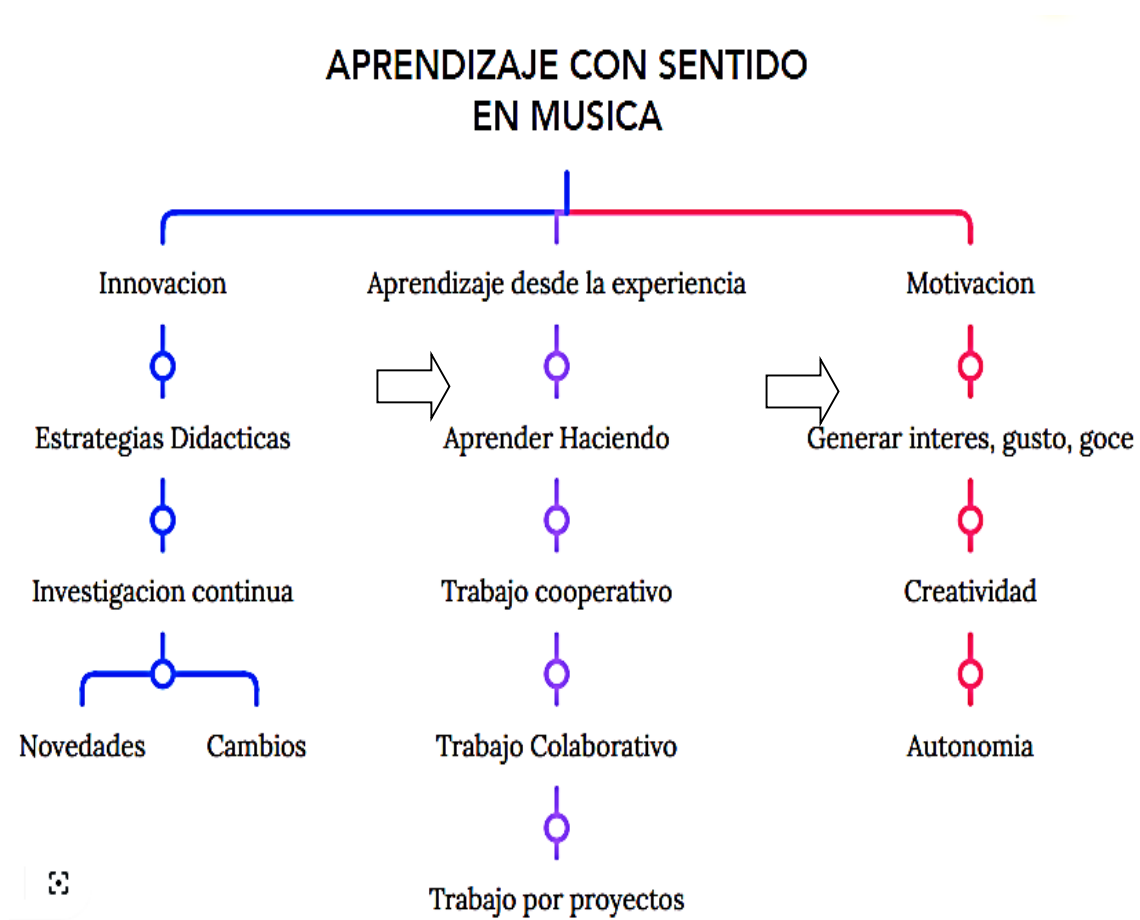 APRENDIZAJE CON SENTIDO
EN MUSICA
Innovacion
Aprendizaje desde la experiencia
Motivacion
Estrategias Didacticas
Aprender Haciendo
Generar interes, gusto, goce
Investigacion continua
Trabajo cooperativo
Creatividad
Novedades
Cambios
Trabajo Colaborativo
Autonomia
Trabajo por proyectos